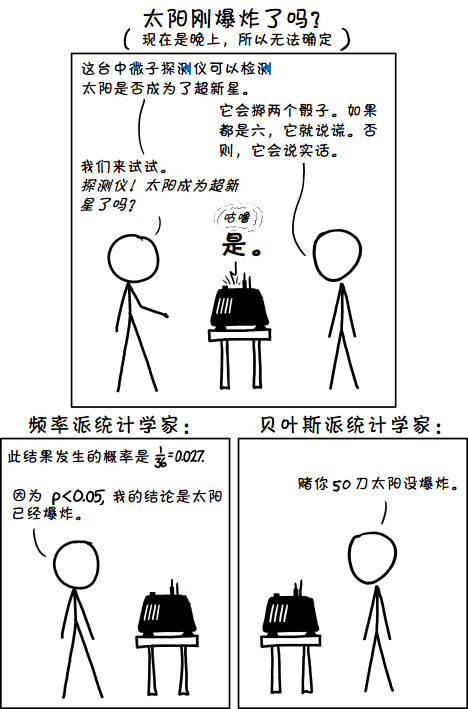 太阳刚爆炸了吗?
(现在是晚上，所以无法确定)
这台中微子探测仪可以检测
太阳是否成为了超新星。
它会掷两个骰子。如果
都是六，它就说谎。否
则，它会说实话。
我们来试试。
探测仪！太阳成为超新
星了吗？
咕噜
是。
频率派统计学家：
此结果发生的概率是 1/36=0.027.
因为 p<0.05, 我的结论是太阳
已经爆炸。
贝叶斯派统计学家：
赌你50刀太阳没爆炸。